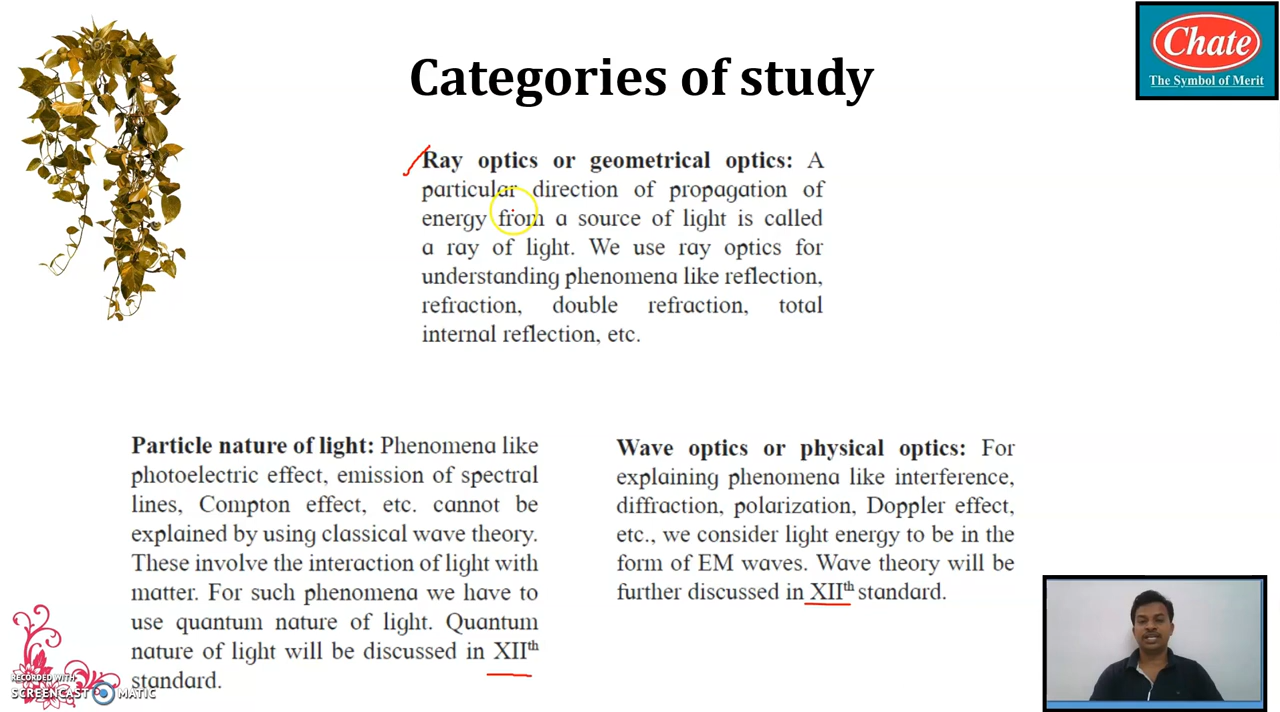 Chate
The Symbol of Merit
Categories of study
Ray optics or geometrical optics: A
particular direction of propagation of
energy from a source of light is called
a ray of light. We use ray optics for
understanding phenomena like reflection,
refraction, double refraction, total
internal reflection, etc.
Particle nature of light: Phenomena like
photoelectric effect, emission of spectral
lines, Compton effect, etc. cannot be
explained by using classical wave theory.
These involve the interaction of light with
matter. For such phenomena we have to
use quantum nature of light. Quantum
nature of light will be discussed in XIIth
standard.
Wave optics or physical optics: For
explaining phenomena like interference,
diffraction, polarization, Doppler effect,
etc., we consider light energy to be in the
form of EM waves. Wave theory will be
further discussed in XIIth standard.
RECORDED WITH
SCREENCAST MATIC